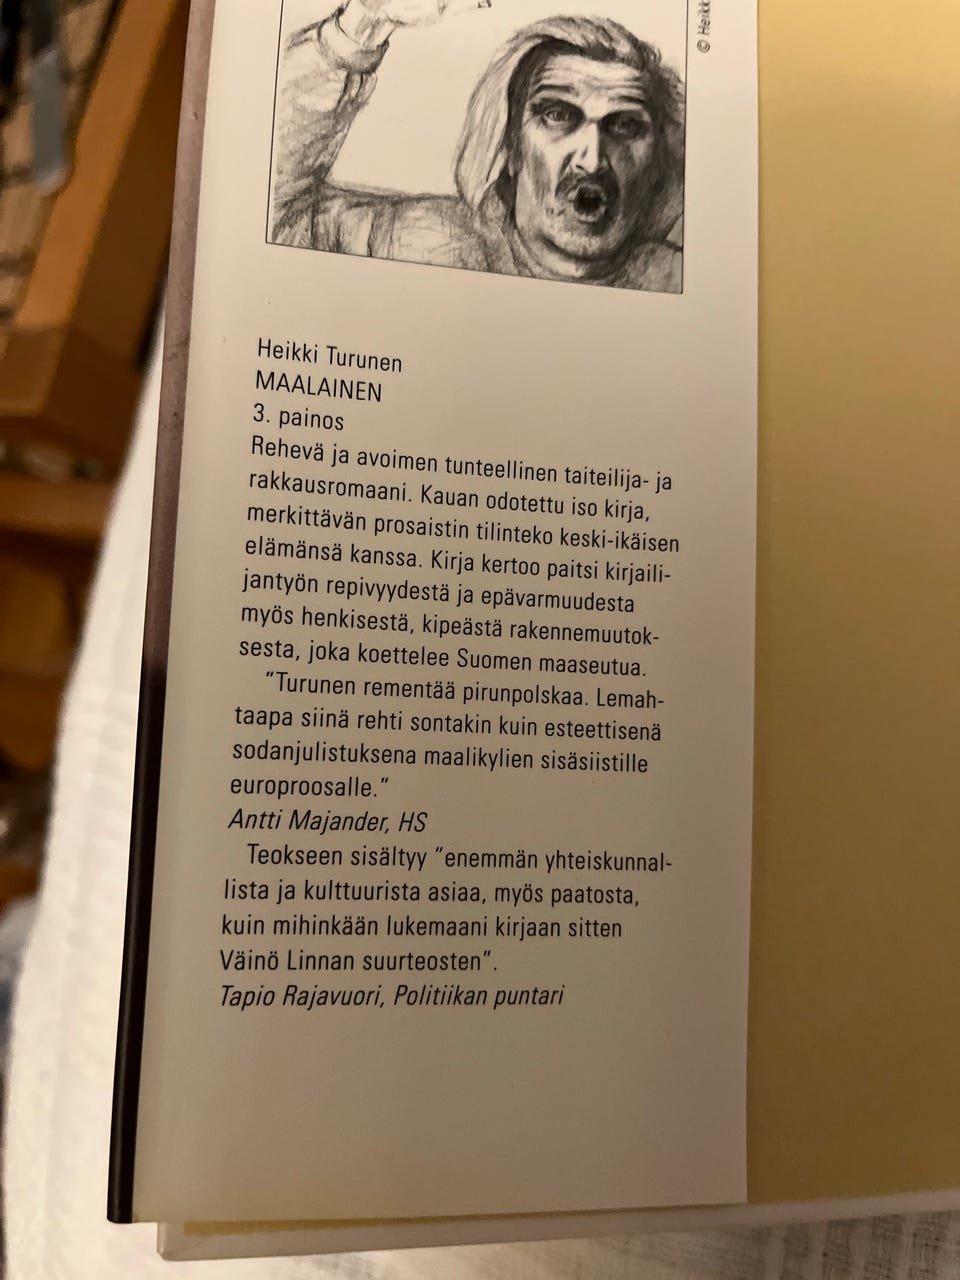 © Heikk
Heikki Turunen
MAALAINEN
3. painos
Rehevä ja avoimen tunteellinen taiteilija- ja
rakkausromaani. Kauan odotettu iso kirja,
merkittävän prosaistin tilinteko keski-ikäisen
elämänsä kanssa. Kirja kertoo paitsi kirjaili-
jantyön repivyydestä ja epävarmuudesta
myös henkisestä, kipeästä rakennemuutok-
sesta, joka koettelee Suomen maaseutua.
"Turunen rementää pirunpolskaa. Lemah-
taapa siinä rehti sontakin kuin esteettisenä
sodanjulistuksena maalikylien sisäsiistille
europroosalle."
Antti Majander, HS
Teokseen sisältyy "enemmän yhteiskunnal-
lista ja kulttuurista asiaa, myös paatosta,
kuin mihinkään lukemaani kirjaan sitten
Väinö Linnan suurteosten".
Tapio Rajavuori, Politiikan puntari